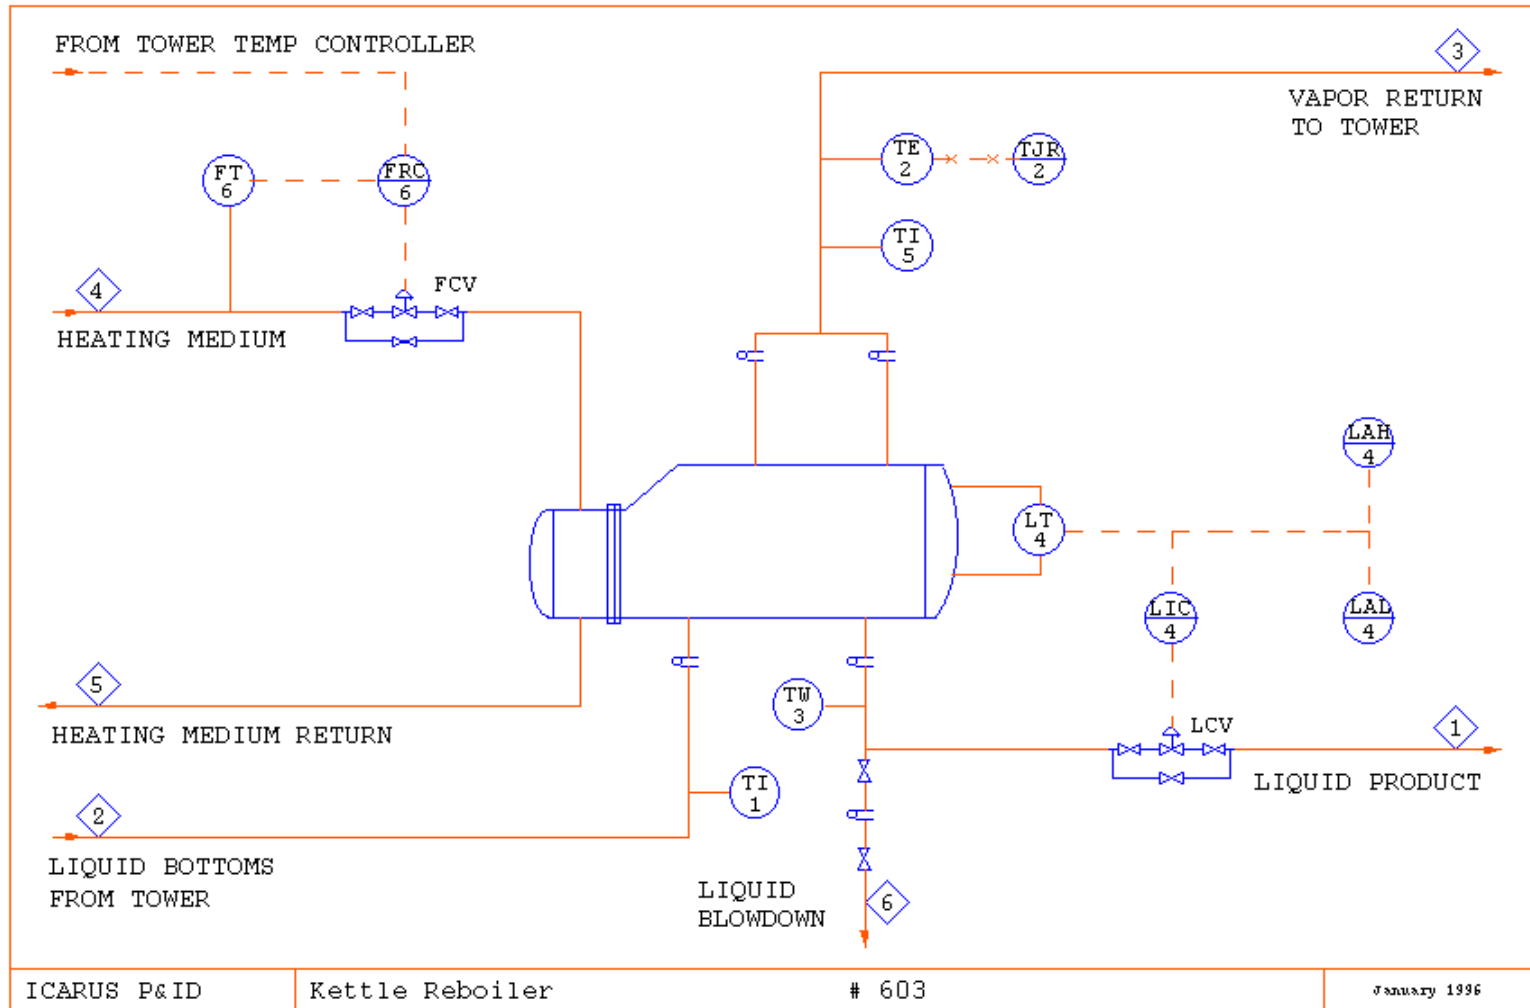 FROM TOWER TEMP CONTROLLER
3
VAPOR RETURN
TO TOWER
TE
2
TJR
2
FT
6
FRC
6
TI
5
4
FCV
HEATING MEDIUM
LAH
4
LT
4
LIC
4
LAL
4
5
HEATING MEDIUM RETURN
TW
3
LCV
1
LIQUID PRODUCT
TI
1
2
LIQUID BOTTOMS
FROM TOWER
LIQUID
BLOWDOWN
6
ICARUS P&ID
Kettle Reboiler
# 603
January 1996